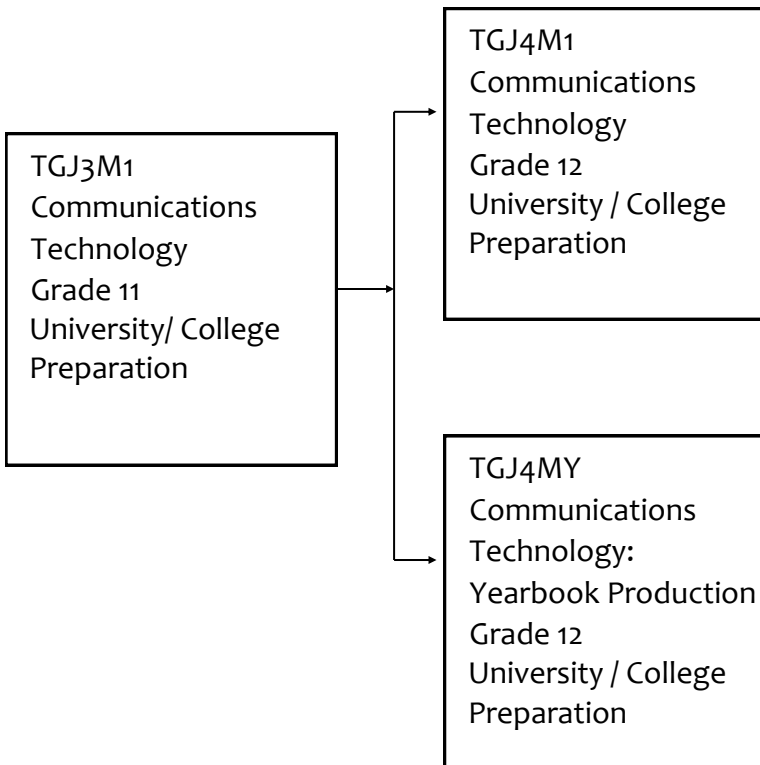 TGJ3M1
Communications
Technology
Grade 11
University/ College
Preparation
TGJ4M1
Communications
Technology
Grade 12
University / College
Preparation
TGJ4MY
Communications
Technology:
Yearbook Production
Grade 12
University / College
Preparation